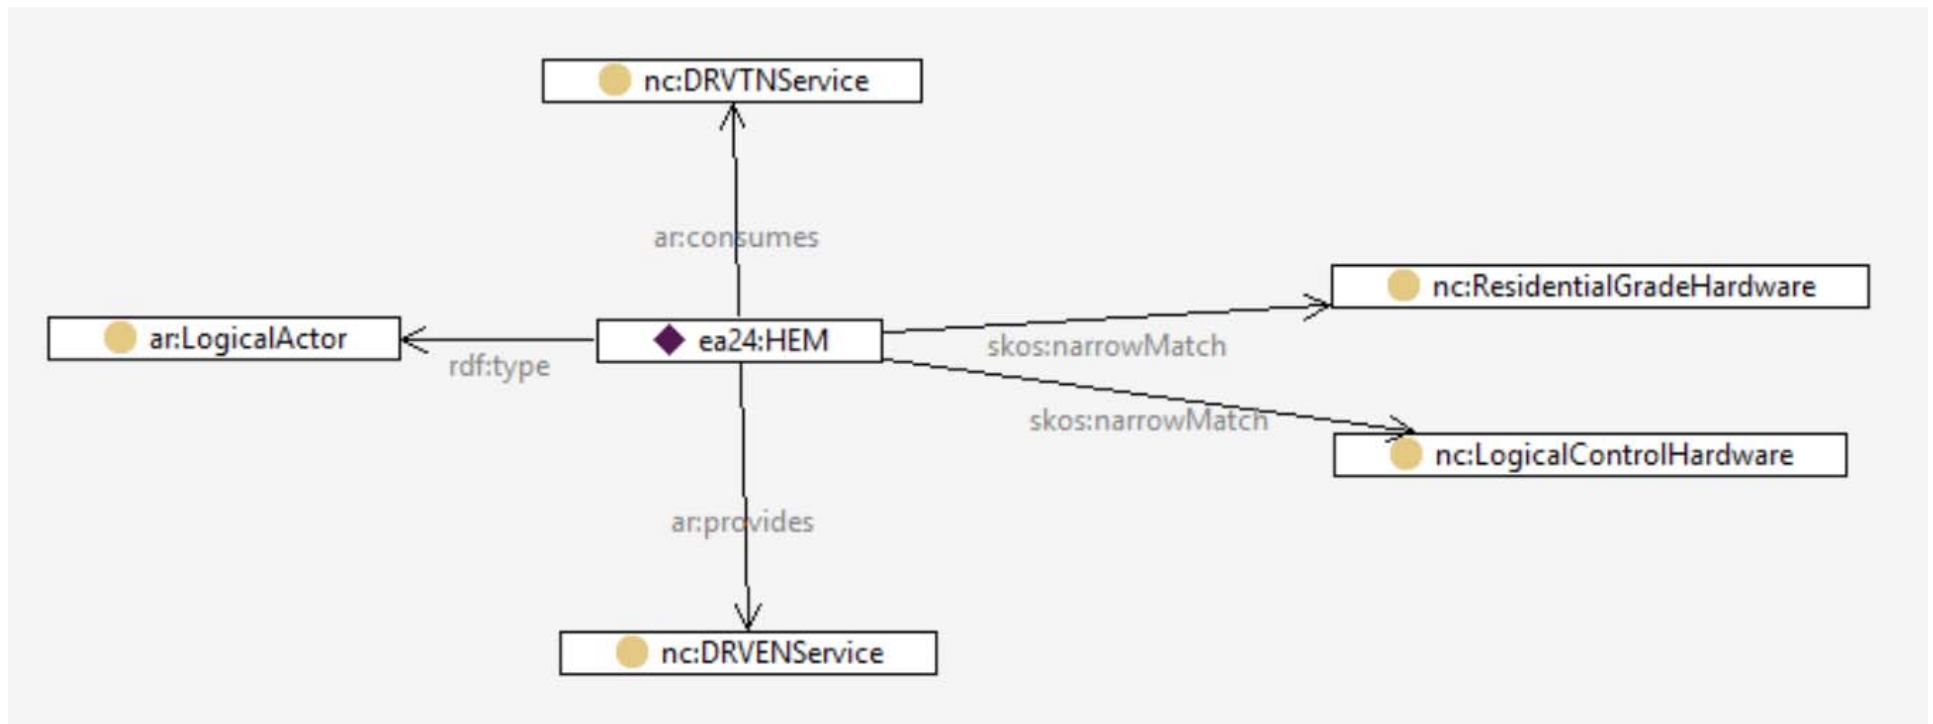 nc:DRVTNService
ar:consumes
nc:ResidentialGradeHardware
ar:LogicalActor
ea24:HEM
skos:narrowMatch
rdf:type
skos:narrowMatch
nc:LogicalControlHardware
ar:provides
nc:DRVENService